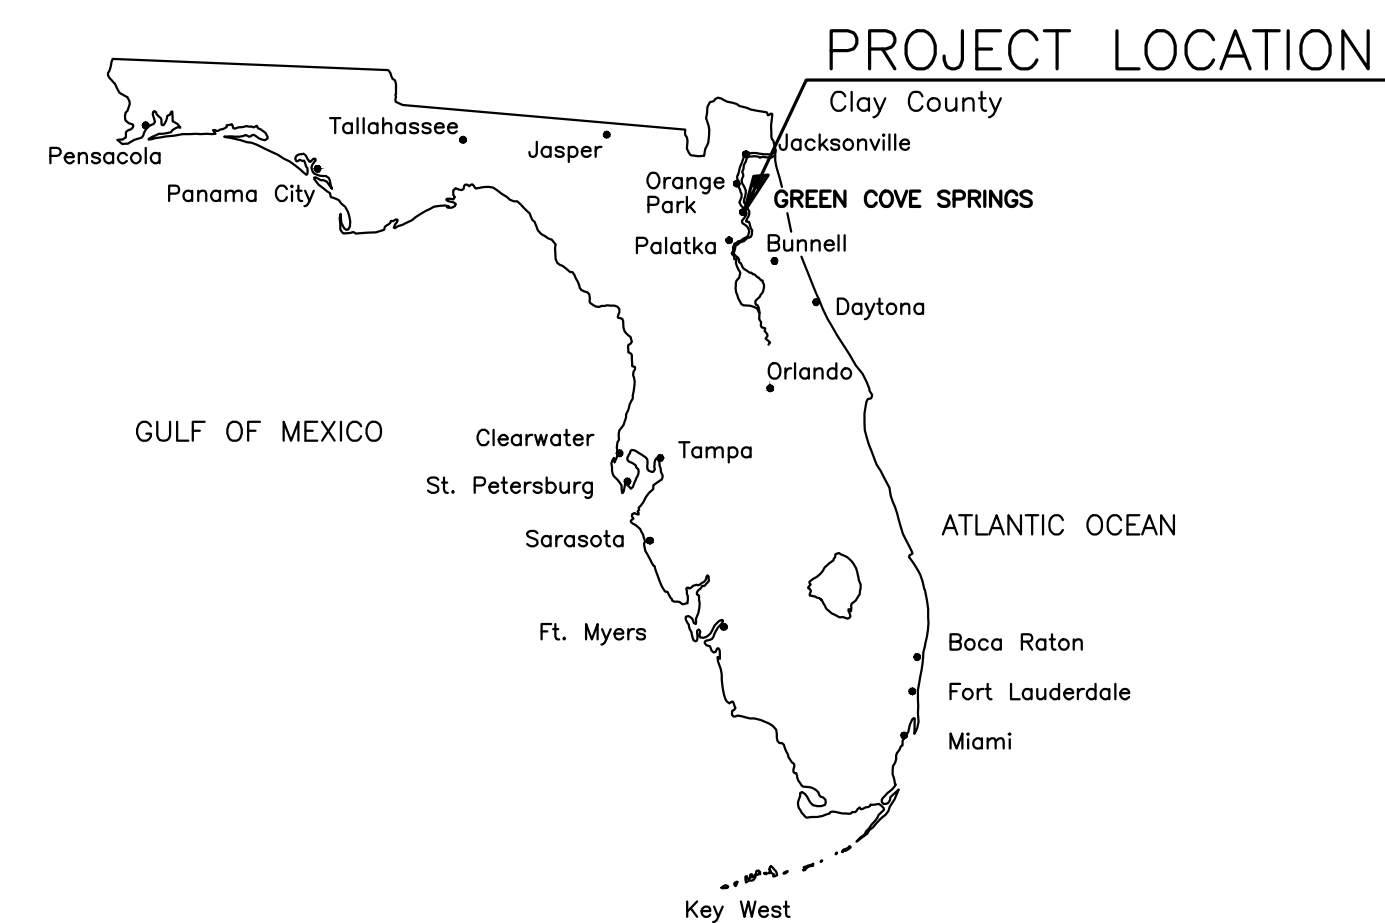 PROJECT LOCATION
Clay County
Tallahassee
Jasper
Jacksonville
Pensacola
Panama City
Orange
Park
GREEN COVE SPRINGS
Palatka
Bunnell
Daytona
Orlando
GULF OF MEXICO
Clearwater
Tampa
St. Petersburg
ATLANTIC OCEAN
Sarasota
Ft. Myers
Boca Raton
Fort Lauderdale
Miami
Key West